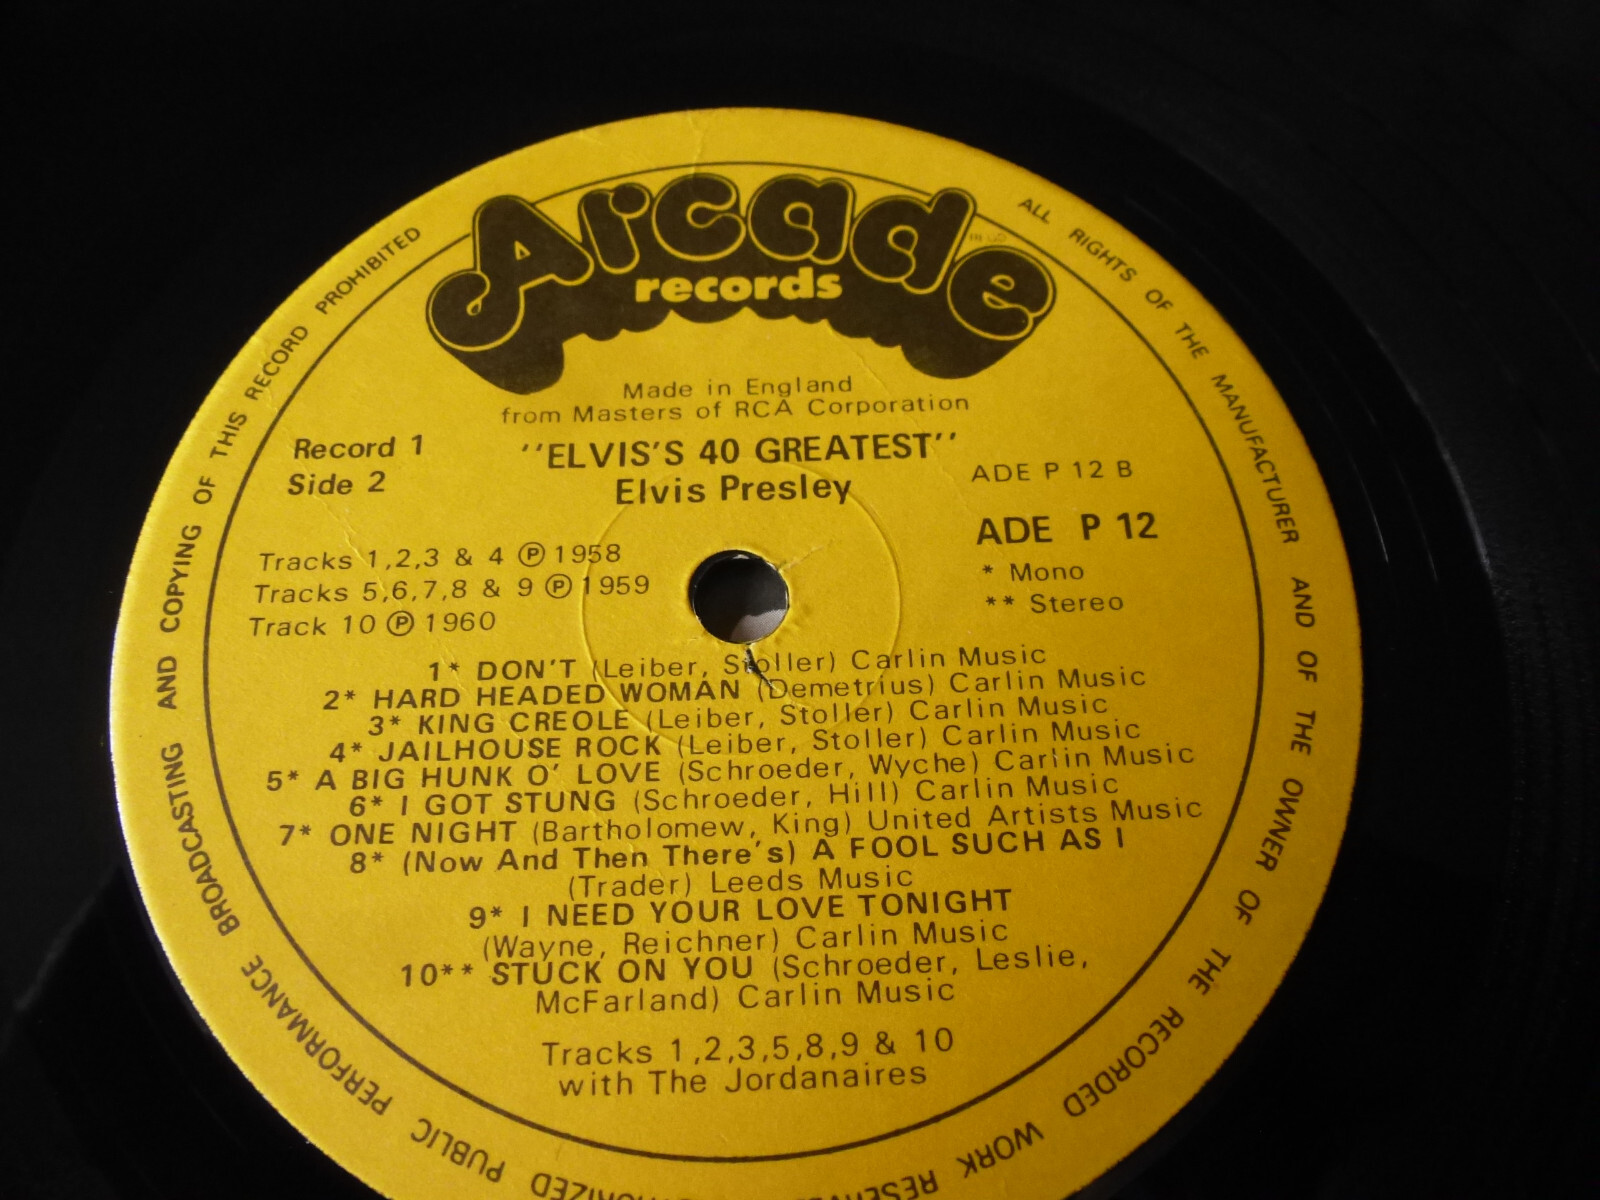 Arcade
records
Made in England
from Masters of RCA Corporation
Record 1
Side 2
"ELVIS'S 40 GREATEST"
Elvis Presley
ADE P 12 B
ADE P 12
* Mono
** Stereo
Tracks 1,2,3 & 4 Ⓟ 1958
Tracks 5,6,7,8 & 9 Ⓟ 1959
Track 10 Ⓟ 1960
1* DON'T (Leiber, Stoller) Carlin Music
2* HARD HEADED WOMAN (Demetrius) Carlin Music
3* KING CREOLE (Leiber, Stoller) Carlin Music
4* JAILHOUSE ROCK (Leiber, Stoller) Carlin Music
5* A BIG HUNK O' LOVE (Schroeder, Wyche) Carlin Music
6* I GOT STUNG (Schroeder, Hill) Carlin Music
7* ONE NIGHT (Bartholomew, King) United Artists Music
8* (Now And Then There's) A FOOL SUCH AS I
(Trader) Leeds Music
9* I NEED YOUR LOVE TONIGHT
(Wayne, Reichner) Carlin Music
10** STUCK ON YOU (Schroeder, Leslie,
McFarland) Carlin Music
Tracks 1,2,3,5,8,9 & 10
with The Jordanaires
ALL RIGHTS OF THE MANUFACTURER AND OF THE OWNER OF THE RECORDED WORK PUBLIC PERFORMANCE BROADCASTING AND COPYING OF THIS RECORD PROHIBITED